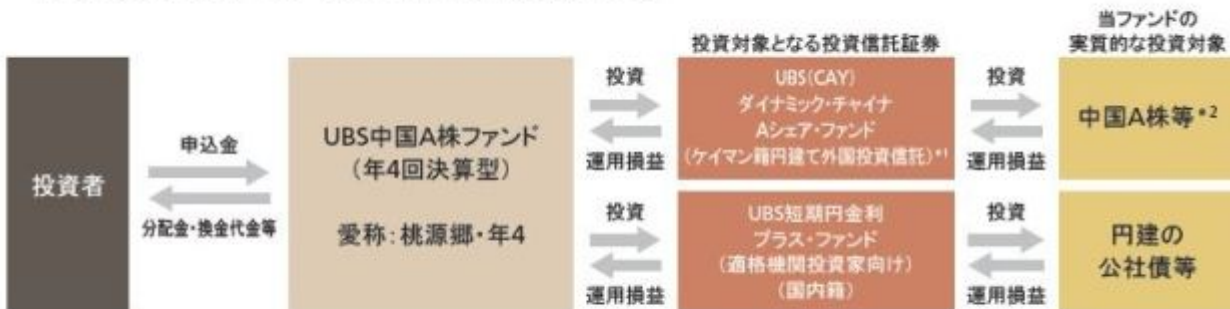 当ファンドの
実質的な投資対象
投資対象となる投資信託証券
投資者
申込金
分配金・換金代金等
UBS中国A株ファンド
(年4回決算型)
愛称：桃源郷・年4
投資
運用損益
UBS(CAY)
ダイナミック・チャイナ
Aシェア・ファンド
(ケイマン籍円建て外国投資信託)*1
投資
運用損益
中国A株等*2
投資
運用損益
UBS短期円金利
プラス・ファンド
(適格機関投資家向け)
(国内籍)
投資
運用損益
円建の
公社債等